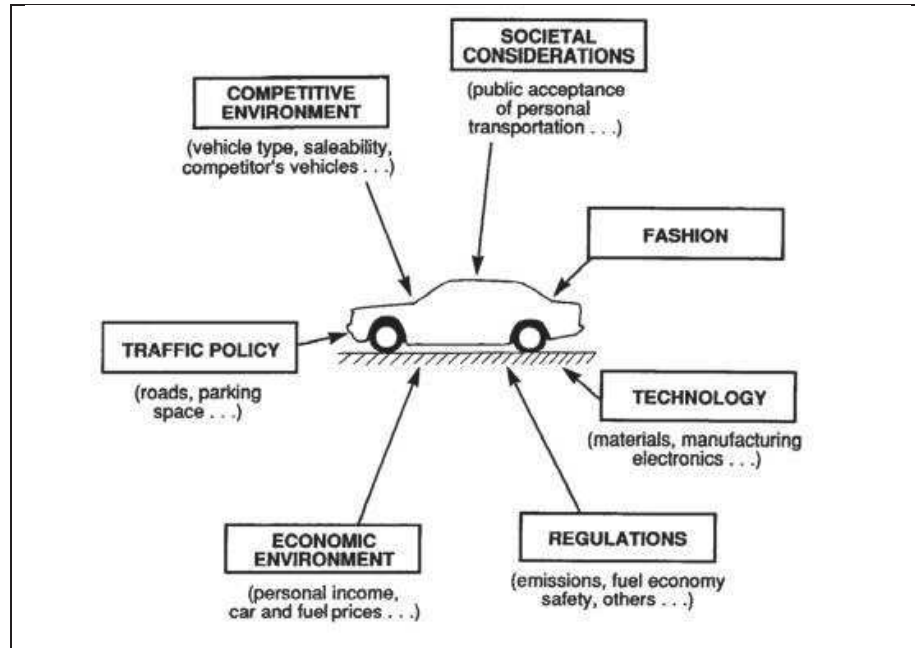 SOCIETAL
CONSIDERATIONS
(public acceptance
of personal
transportation . . .)
COMPETITIVE
ENVIRONMENT
(vehicle type, saleability,
competitor's vehicles . . .)
FASHION
TRAFFIC POLICY
(roads, parking
space . . .)
TECHNOLOGY
(materials, manufacturing
electronics . . .)
ECONOMIC
ENVIRONMENT
(personal income,
car and fuel prices . . .)
REGULATIONS
(emissions, fuel economy
safety, others . . .)